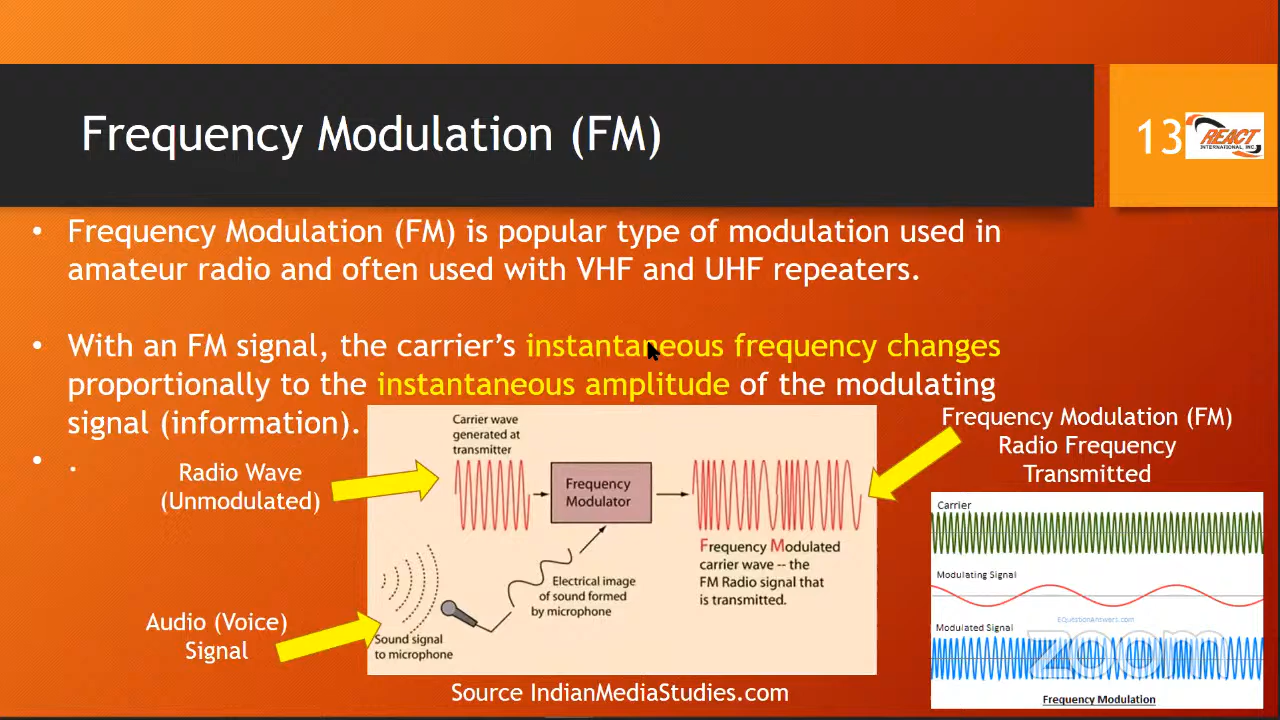 Frequency Modulation (FM)
13
REACT
INTERNATIONAL, INC.
• Frequency Modulation (FM) is popular type of modulation used in
amateur radio and often used with VHF and UHF repeaters.
• With an FM signal, the carrier’s instantaneous frequency changes
proportionally to the instantaneous amplitude of the modulating
signal (information).
• .
Radio Wave
(Unmodulated)
Audio (Voice)
Signal
Carrier wave
generated at
transmitter
Frequency
Modulator
Frequency Modulated
carrier wave -- the
FM Radio signal that
is transmitted.
Electrical image
of sound formed
by microphone
Sound signal
to microphone
Source IndianMediaStudies.com
Frequency Modulation (FM)
Radio Frequency
Transmitted
Carrier
Modulating Signal
EQuestionAnswers.com
Modulated Signal
zoom
Frequency Modulation